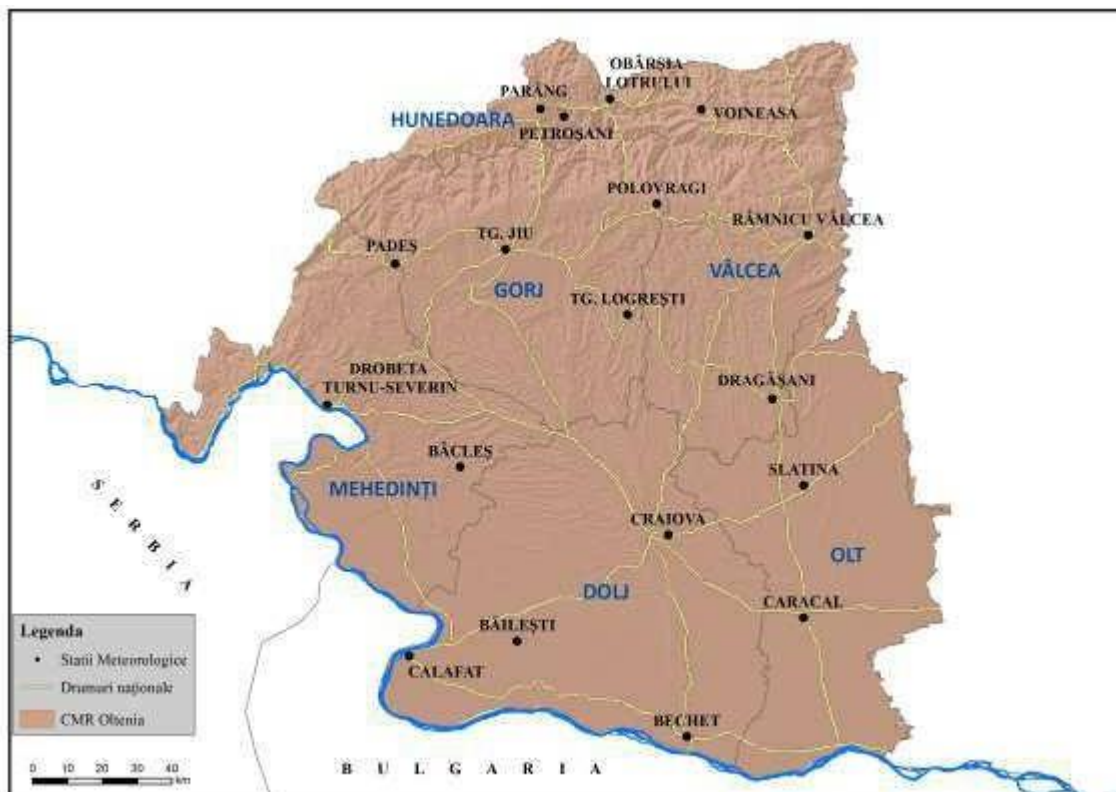 OBÂRȘIA
LOTRULUI
PARÂNG
HUNEDOARA
PETROȘANI
VOINEASA
POLOVRAGI
RÂMNICU VÂLCEA
TG. JIU
PADEȘ
VÂLCEA
GORJ
TG. LOGREȘTI
DROBETA
TURNU-SEVERIN
DRAGĂȘANI
BÂCLEȘ
SLATINA
MEHEDINȚI
SERBIA
CRAIOVA
OLT
DOLJ
CARACAL
BĂILEȘTI
CALAFAT
BECHET
Legenda
Statii Meteorologice
Drumuri naționale
CMR Oltenia
0 10 20 30 40
km
BULGARIA